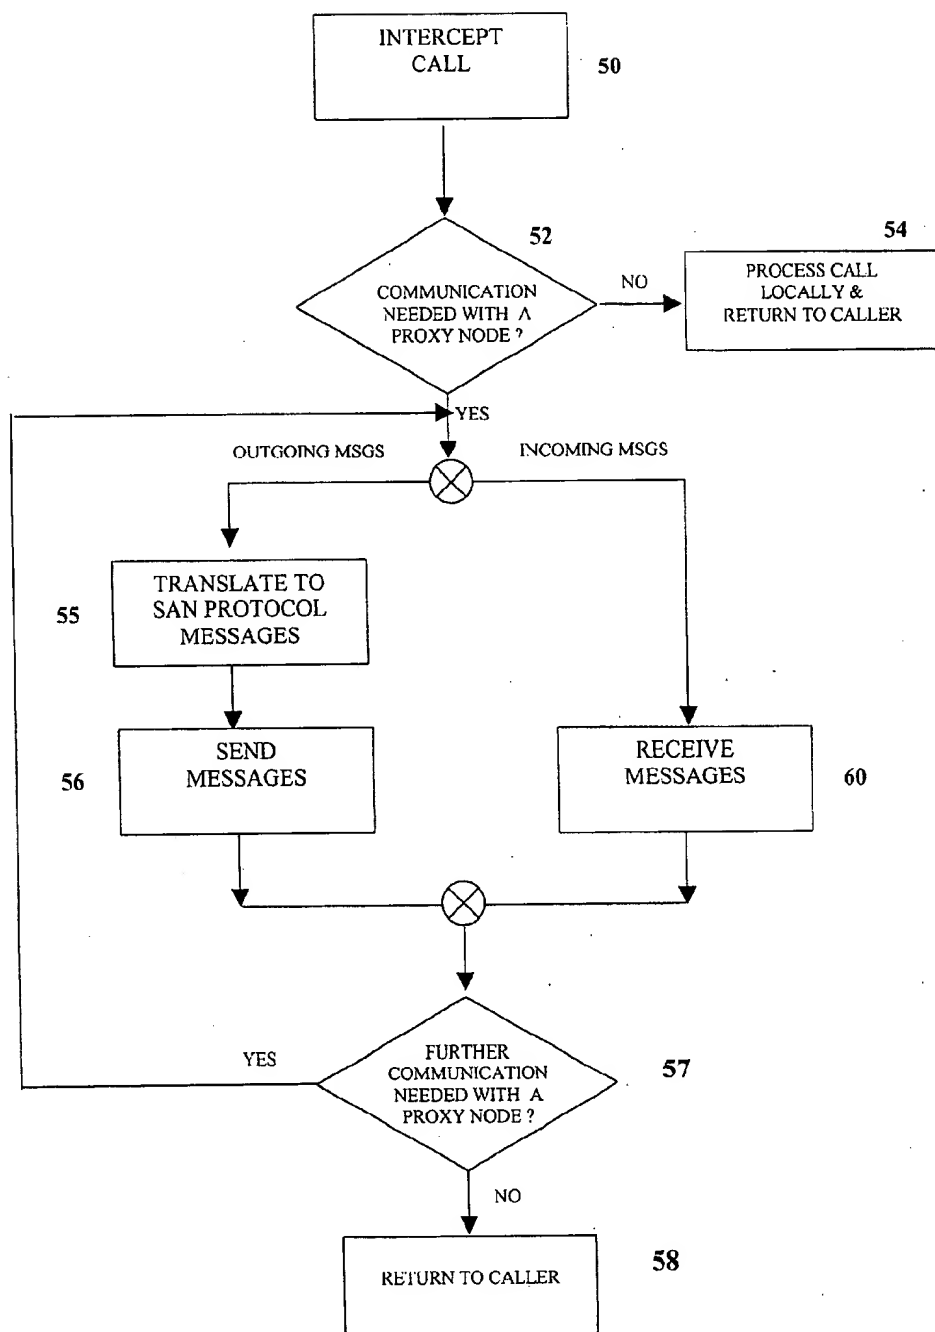 INTERCEPT
CALL
50
52
54
COMMUNICATION
NEEDED WITH A
PROXY NODE ?
NO
PROCESS CALL
LOCALLY &
RETURN TO CALLER
YES
OUTGOING MSGS
INCOMING MSGS
TRANSLATE TO
SAN PROTOCOL
MESSAGES
55
SEND
MESSAGES
56
RECEIVE
MESSAGES
60
YES
FURTHER
COMMUNICATION
NEEDED WITH A
PROXY NODE ?
57
NO
RETURN TO CALLER
58